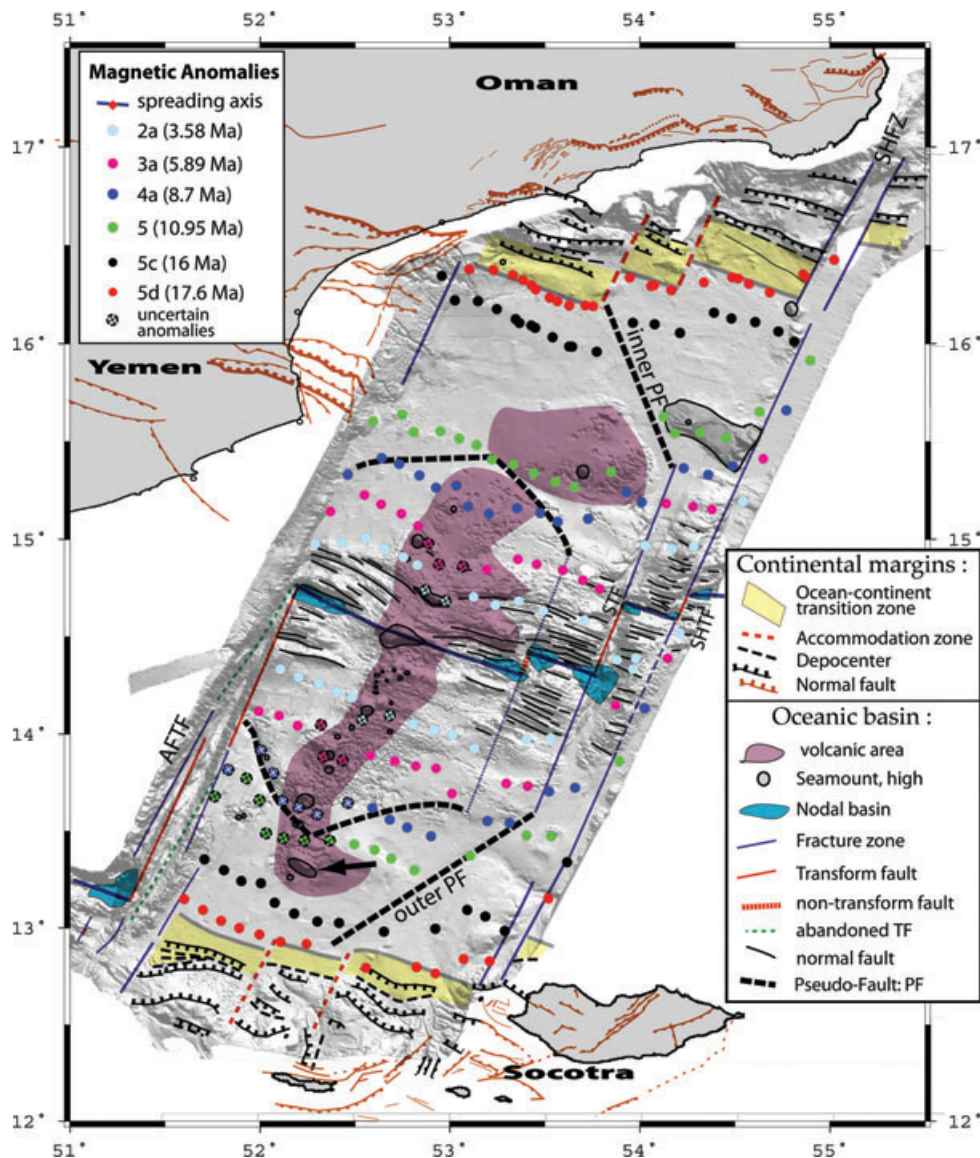 51° 52° 53° 54° 55°
Magnetic Anomalies
spreading axis
2a (3.58 Ma)
3a (5.89 Ma)
4a (8.7 Ma)
5 (10.95 Ma)
5c (16 Ma)
5d (17.6 Ma)
uncertain
anomalies
Oman
SHFZ
17° 17°
16° 16°
Yemen
inner PF
15° 15°
STF
SHTF
Continental margins :
Ocean-continent
transition zone
Accommodation zone
Depocenter
Normal fault
Oceanic basin :
volcanic area
Seamount, high
Nodal basin
Fracture zone
Transform fault
non-transform fault
abandoned TF
normal fault
Pseudo-Fault: PF
14°
AFTF
13°
outer PF
Socotra
12° 12°
51° 52° 53° 54° 55°